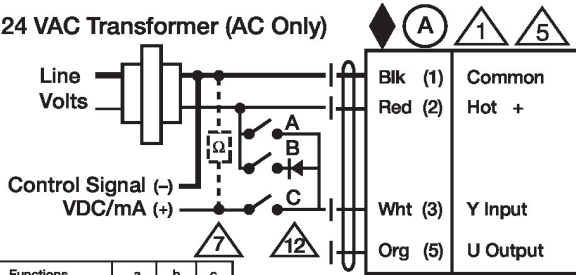 24 VAC Transformer (AC Only)
A 1 5
Line
Volts
Blk (1) Common
Red (2) Hot +
A
Ω
B
Control Signal (–)
VDC/mA (+)
C
Wht (3) Y Input
7 12
Org (5) U Output
Functions a b c